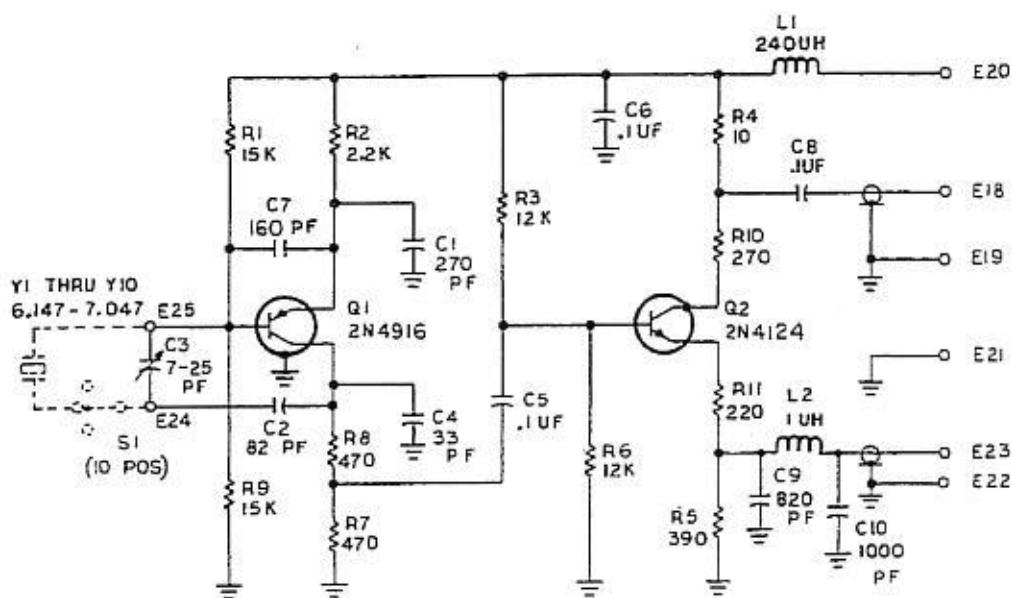 L1
240UH
E20
R1
15K
R2
2.2K
C6
.1UF
R4
10
C8
.1UF
E18
R3
12K
C7
160 PF
C1
270
PF
R10
270
E19
Y1 THRU Y10
6.147-7.047
E25
Q1
2N4916
Q2
2N4124
C3
7-25
PF
E21
E24
C2
82 PF
C4
33
PF
C5
.1UF
R11
220
L2
1UH
S1
(10 POS)
R8
470
R6
12K
E23
E22
R9
15K
R7
470
R5
390
C9
820
PF
C10
1000
PF